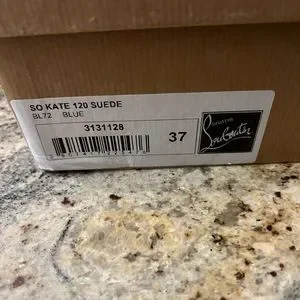 SO KATE 120 SUEDE
BL72 BLUE
3131128
37
Louboutin